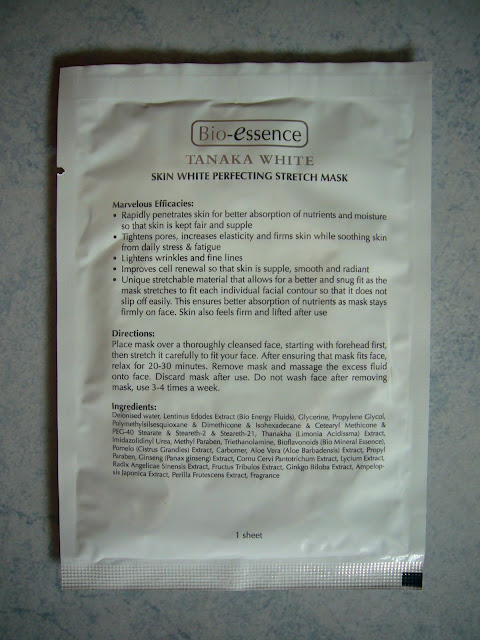 Bio-essence
TANAKA WHITE
SKIN WHITE PERFECTING STRETCH MASK
Marvelous Efficacies:
• Rapidly penetrates skin for better absorption of nutrients and moisture
so that skin is kept fair and supple
• Tightens pores, increases elasticity and firms skin while soothing skin
from daily stress & fatigue
• Lightens wrinkles and fine lines
• Improves cell renewal so that skin is supple, smooth and radiant
• Unique stretchable material that allows for a better and snug fit as the
mask stretches to fit each individual facial contour so that it does not
slip off easily. This ensures better absorption of nutrients as mask stays
firmly on face. Skin also feels firm and lifted after use
Directions:
Place mask over a thoroughly cleansed face, starting with forehead first,
then stretch it carefully to fit your face. After ensuring that mask fits face,
relax for 20-30 minutes. Remove mask and massage the excess fluid
onto face. Discard mask after use. Do not wash face after removing
mask, use 3-4 times a week.
Ingredients:
Deionised water, Lentinus Edodes Extract (Bio Energy Fluids), Glycerine, Propylene Glycol,
Polymethylsilsesquioxane & Dimethicone & Isohexadecane & Cetearyl Methicone &
PEG-40 Stearate & Steareth-2 & Steareth-21, Thanakha (Limonia Acidissma) Extract,
Imidazolidinyl Urea, Methyl Paraben, Triethanolamine, Bioflavonoids (Bio Mineral Essence),
Pomelo (Cistrus Grandies) Extract, Carbomer, Aloe Vera (Aloe Barbadensis) Extract, Propyl
Paraben, Ginseng (Panax ginseng) Extract, Cornu Cervi Pantotrichum Extract, Lycium Extract,
Radix Angelicae Sinensis Extract, Fructus Tribulos Extract, Ginkgo Biloba Extract, Ampelop-
sis Japonica Extract, Perilla Frutescens Extract, Fragrance
1 sheet